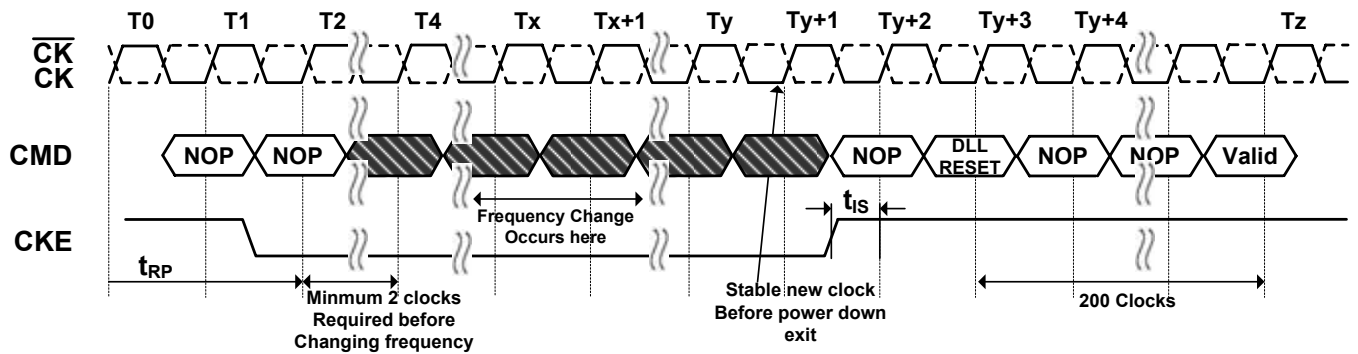 T0 T1 T2 T4 Tx Tx+1 Ty Ty+1 Ty+2 Ty+3 Ty+4 Tz
CK
CK
CMD
NOP NOP NOP DLL RESET NOP NOP Valid
Frequency Change
Occurs here
tIS
CKE
tRP
Minmum 2 clocks
Required before
Changing frequency
Stable new clock
Before power down
exit
200 Clocks